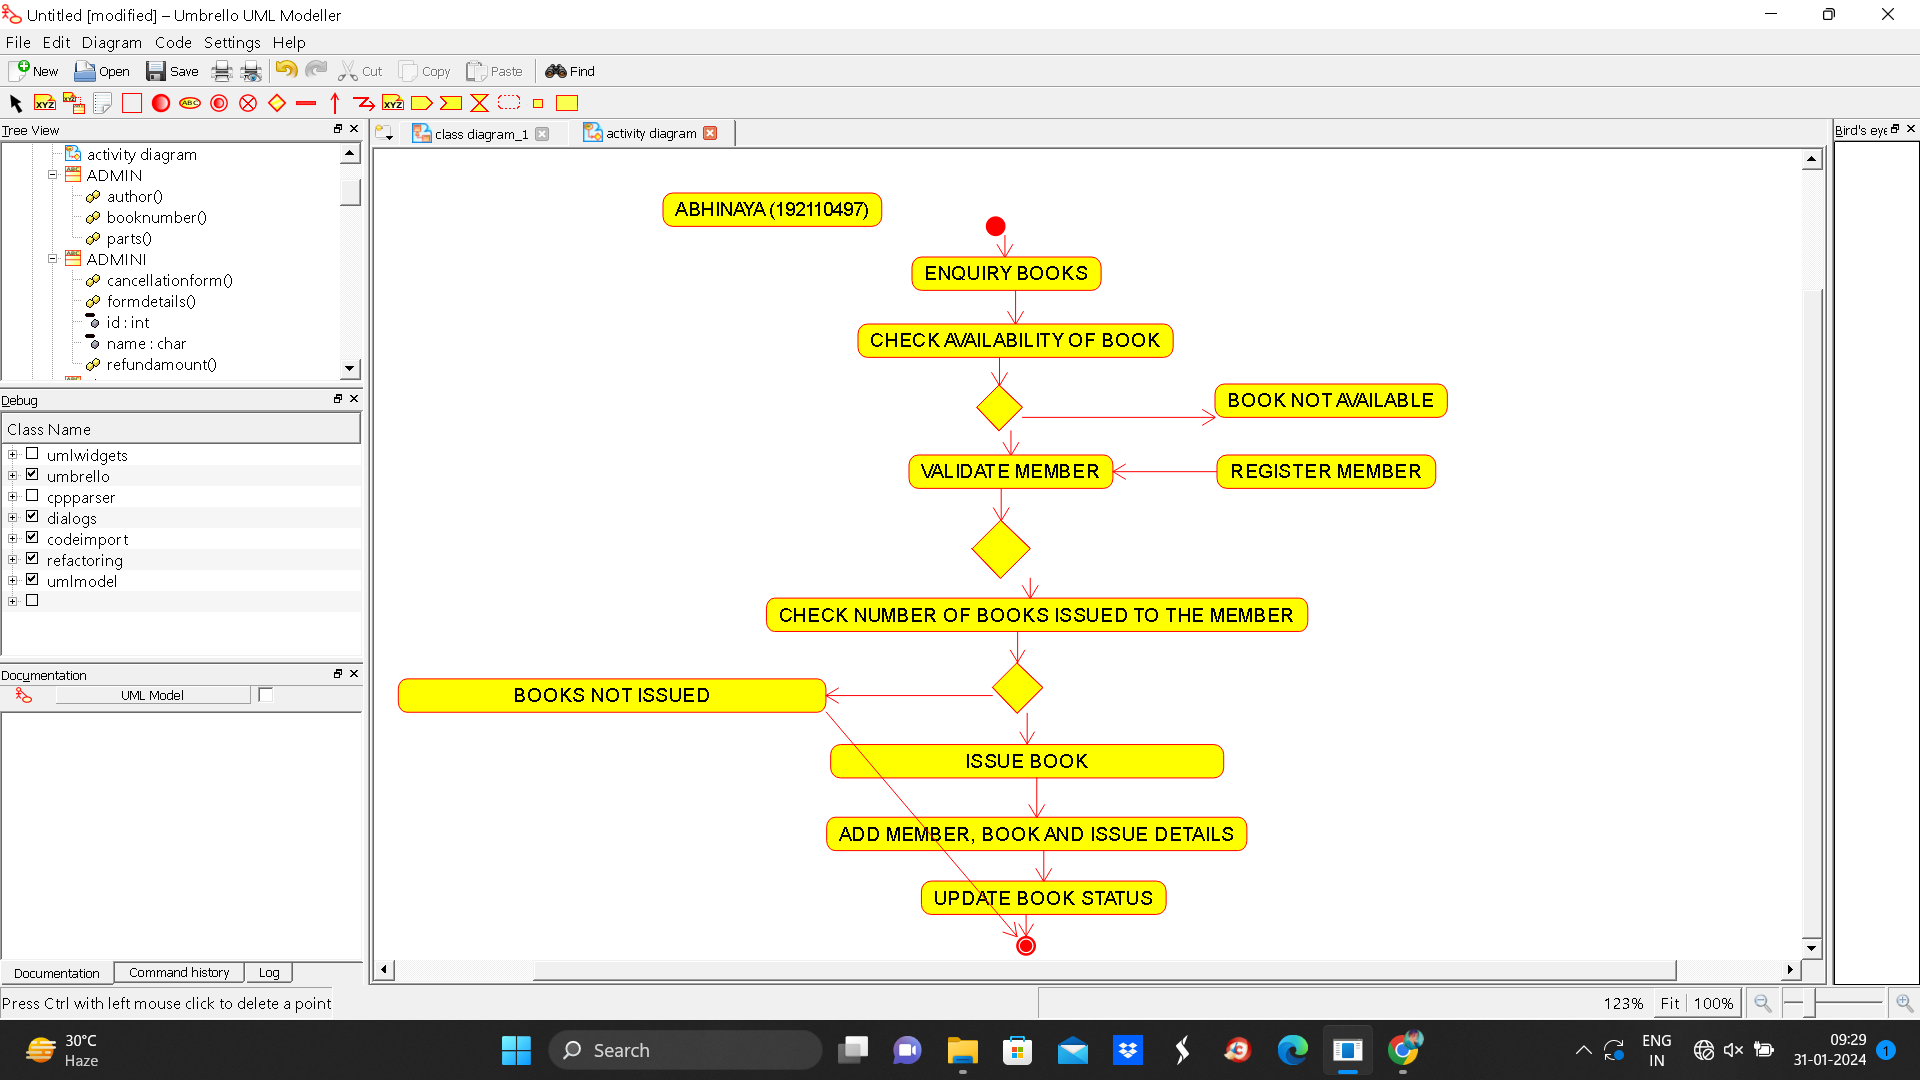 Untitled [modified] – Umbrello UML Modeller
File Edit Diagram Code Settings Help
New Open Save Cut Copy Paste Find
XYZ XYZ ABC XYZ
Tree View
class diagram_1 activity diagram
Bird's eye
activity diagram
ADMIN
author()
booknumber()
parts()
ADMINI
cancellationform()
formdetails()
id : int
name : char
refundamount()
Debug
Class Name
umlwidgets
umbrello
cppparser
dialogs
codeimport
refactoring
umlmodel
Documentation
UML Model
Documentation Command history Log
Press Ctrl with left mouse click to delete a point
ABHINAYA (192110497)
ENQUIRY BOOKS
CHECK AVAILABILITY OF BOOK
BOOK NOT AVAILABLE
VALIDATE MEMBER
REGISTER MEMBER
CHECK NUMBER OF BOOKS ISSUED TO THE MEMBER
BOOKS NOT ISSUED
ISSUE BOOK
ADD MEMBER, BOOK AND ISSUE DETAILS
UPDATE BOOK STATUS
123% Fit 100%
30°C
Haze
Search
ENG
IN
09:29
31-01-2024
1